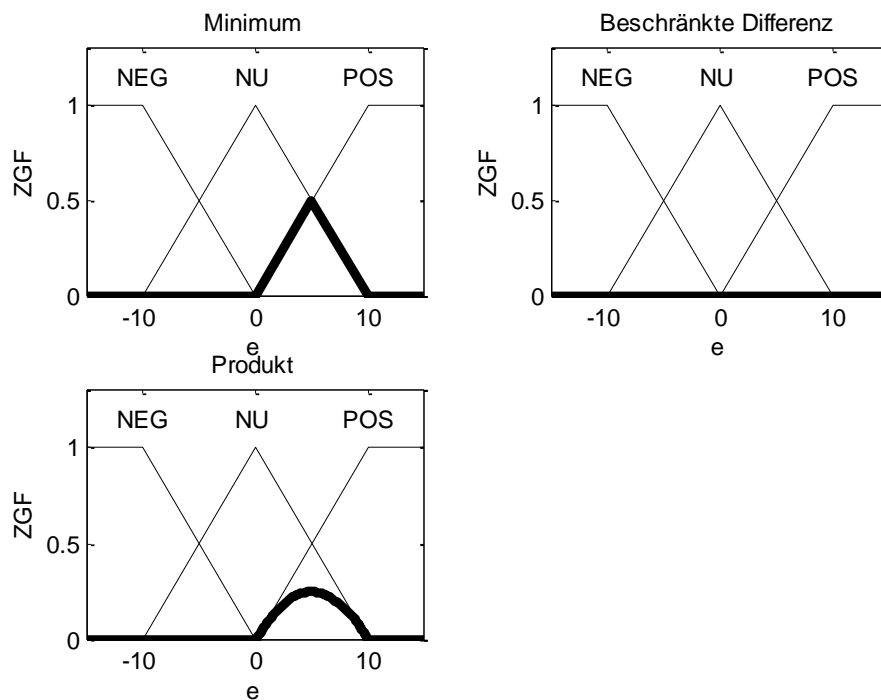 Minimum
NEG NU POS
1
0.5
0
ZGF
-10 0 10
e
Beschränkte Differenz
NEG NU POS
1
0.5
0
ZGF
-10 0 10
e
Produkt
NEG NU POS
1
0.5
0
ZGF
-10 0 10
e